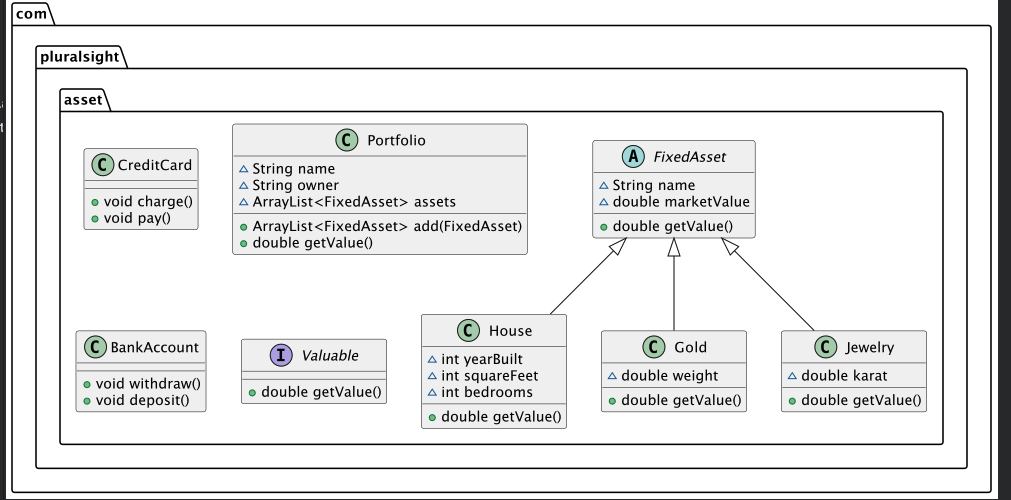 com
pluralsight
asset
C CreditCard
void charge()
void pay()
C Portfolio
String name
String owner
ArrayList<FixedAsset> assets
ArrayList<FixedAsset> add(FixedAsset)
double getValue()
A FixedAsset
String name
double marketValue
double getValue()
C BankAccount
void withdraw()
void deposit()
I Valuable
double getValue()
C House
int yearBuilt
int squareFeet
int bedrooms
double getValue()
C Gold
double weight
double getValue()
C Jewelry
double karat
double getValue()